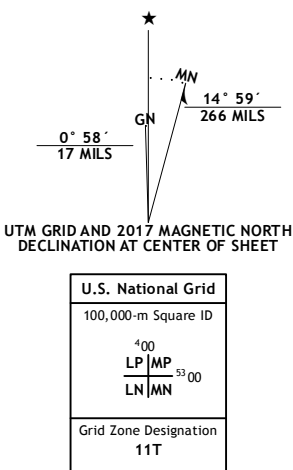 ★
MN
GN
14° 59´
266 MILS
0° 58´
17 MILS
UTM GRID AND 2017 MAGNETIC NORTH
DECLINATION AT CENTER OF SHEET
U.S. National Grid
100,000-m Square ID
⁴00
LP MP
⁵³00
LN MN
Grid Zone Designation
11T